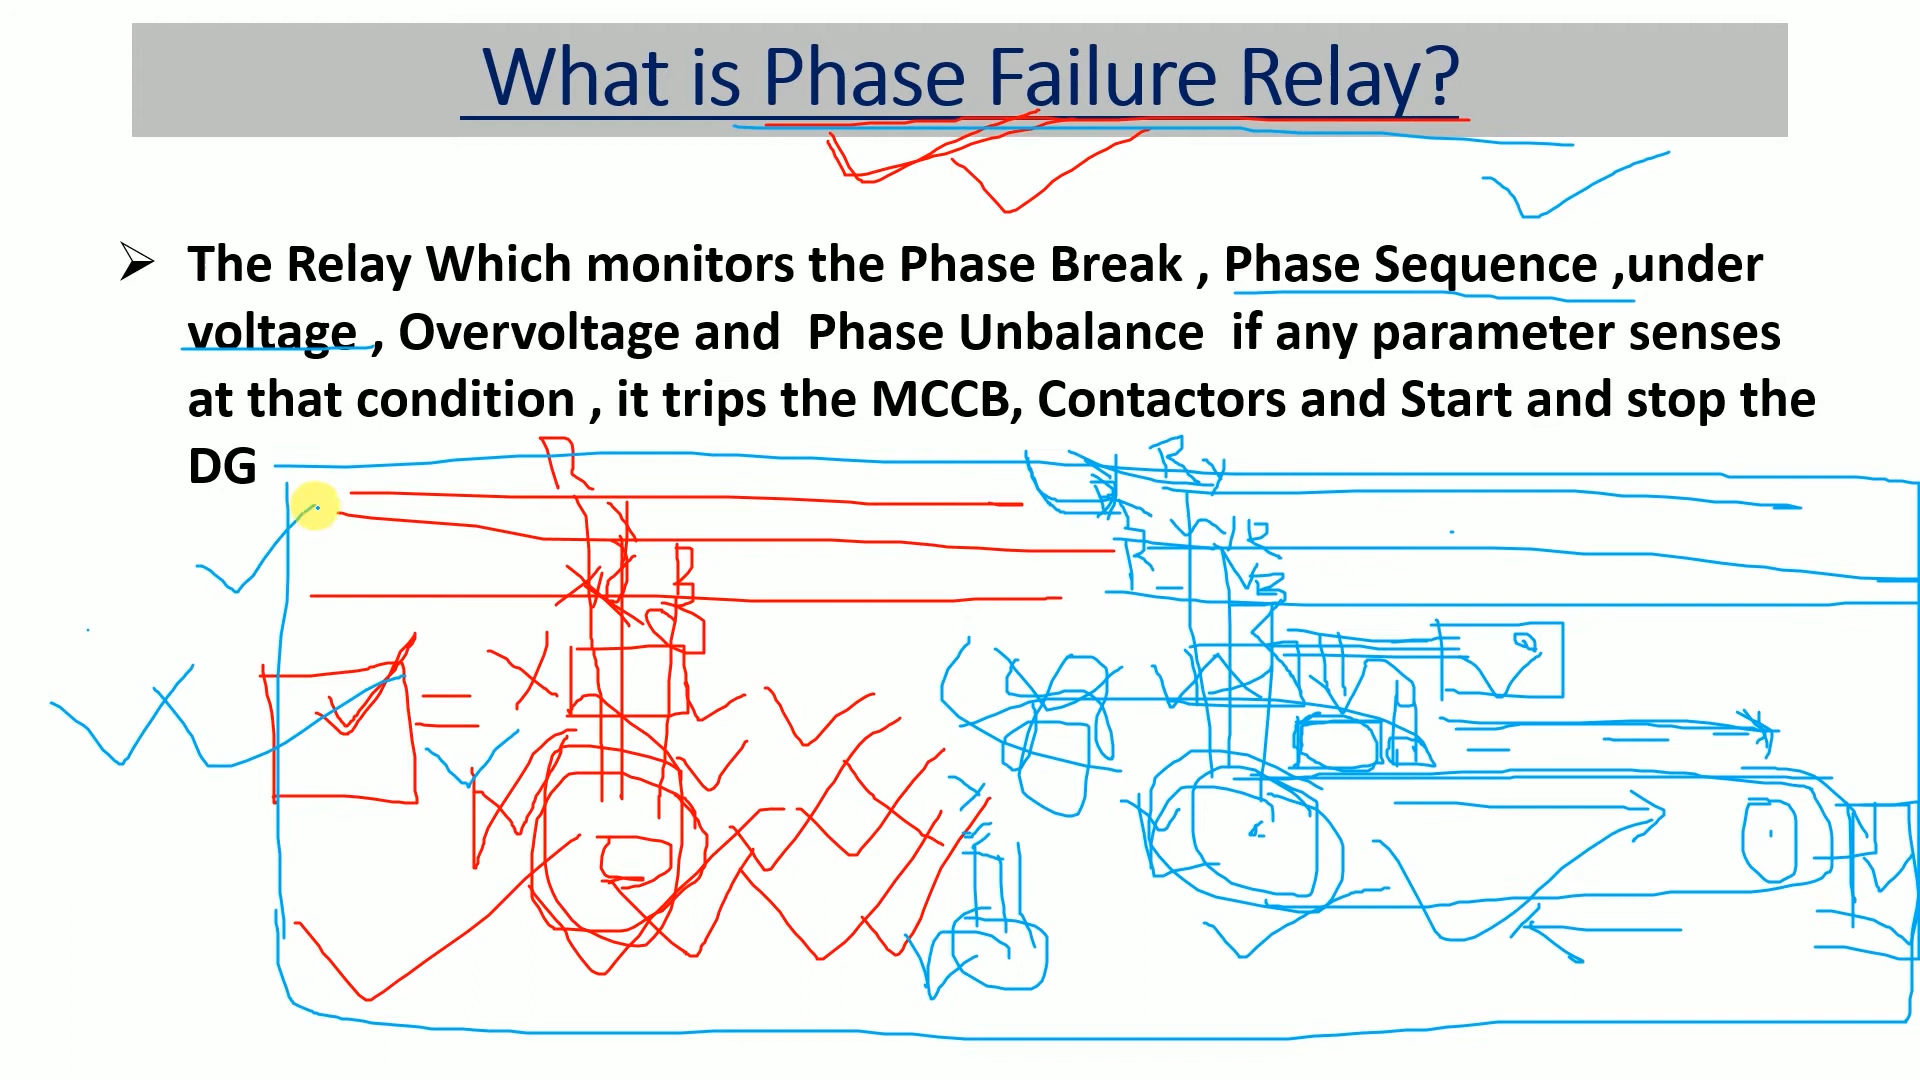 What is Phase Failure Relay?
➢ The Relay Which monitors the Phase Break , Phase Sequence ,under
voltage , Overvoltage and Phase Unbalance if any parameter senses
at that condition , it trips the MCCB, Contactors and Start and stop the
DG
R
R
Y
B
R
B